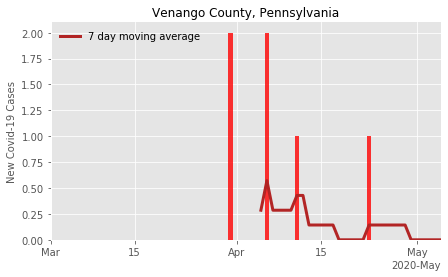 Venango County, Pennsylvania
7 day moving average
New Covid-19 Cases
2.00
1.75
1.50
1.25
1.00
0.75
0.50
0.25
0.00
Mar 15 Apr 15 May
2020-May